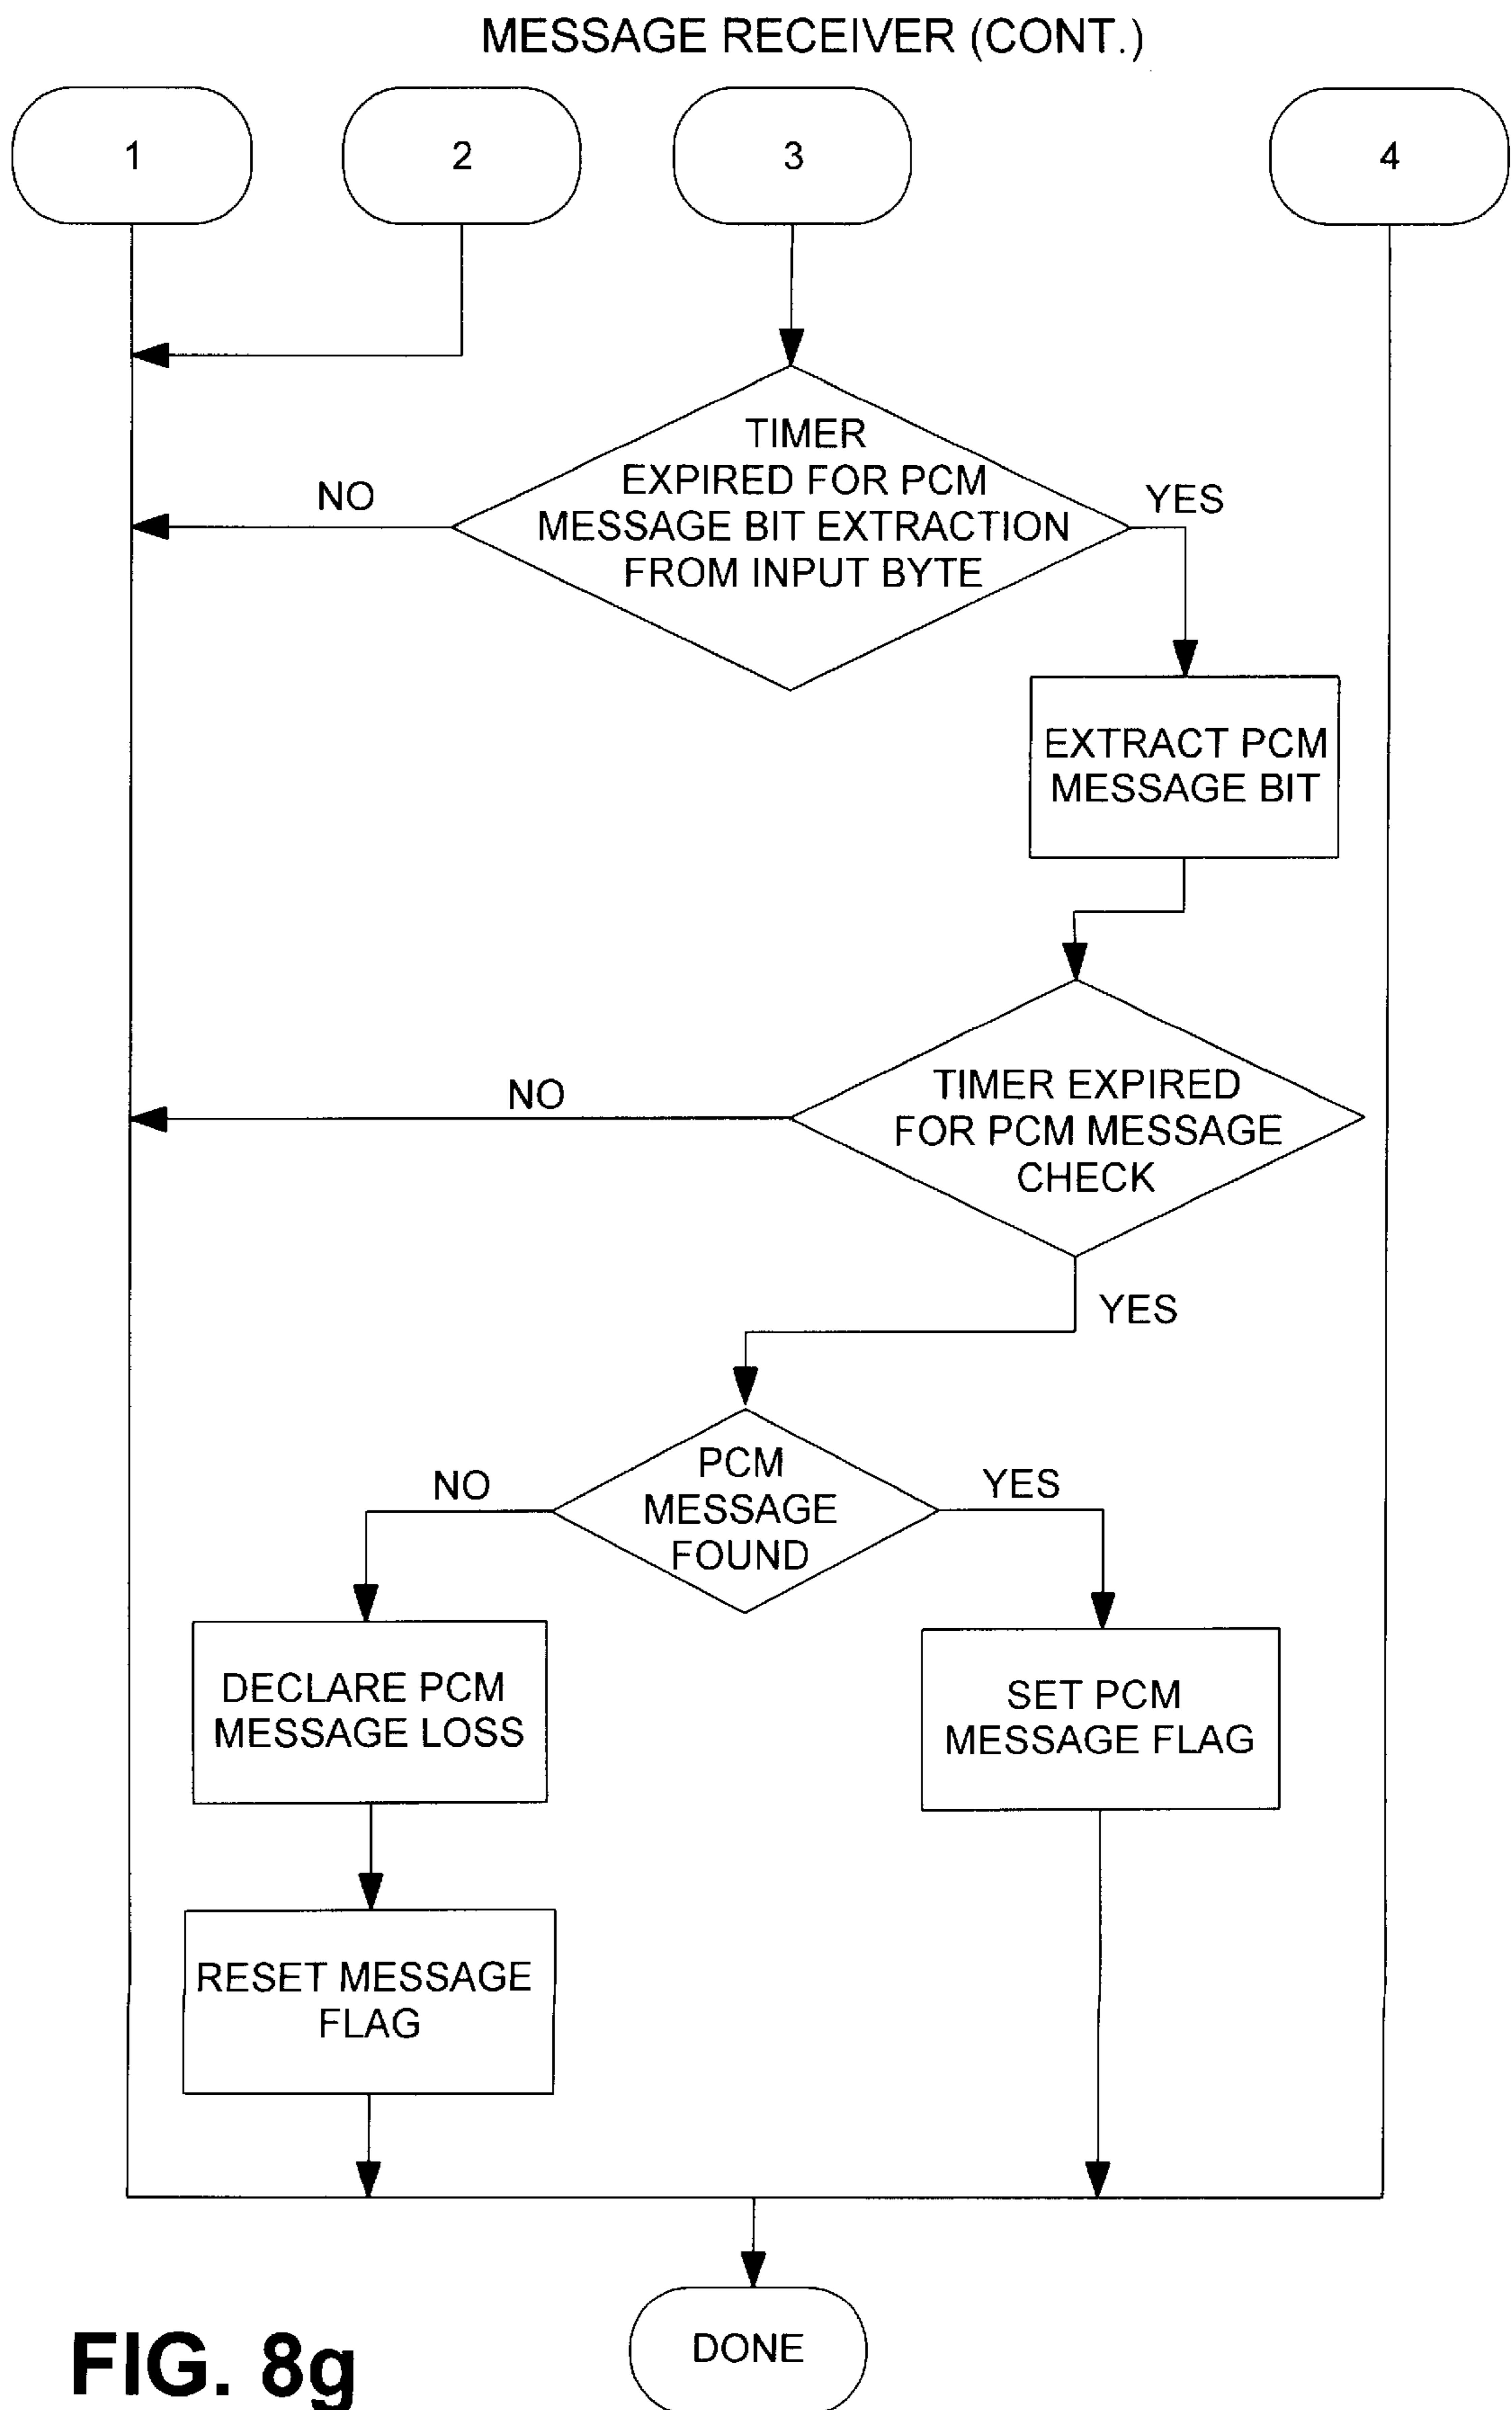 MESSAGE RECEIVER (CONT.)
1
2
3
4
TIMER
EXPIRED FOR PCM
MESSAGE BIT EXTRACTION
FROM INPUT BYTE
NO
YES
EXTRACT PCM
MESSAGE BIT
NO
TIMER EXPIRED
FOR PCM MESSAGE
CHECK
YES
PCM
MESSAGE
FOUND
NO
YES
DECLARE PCM
MESSAGE LOSS
SET PCM
MESSAGE FLAG
RESET MESSAGE
FLAG
DONE
FIG. 8g